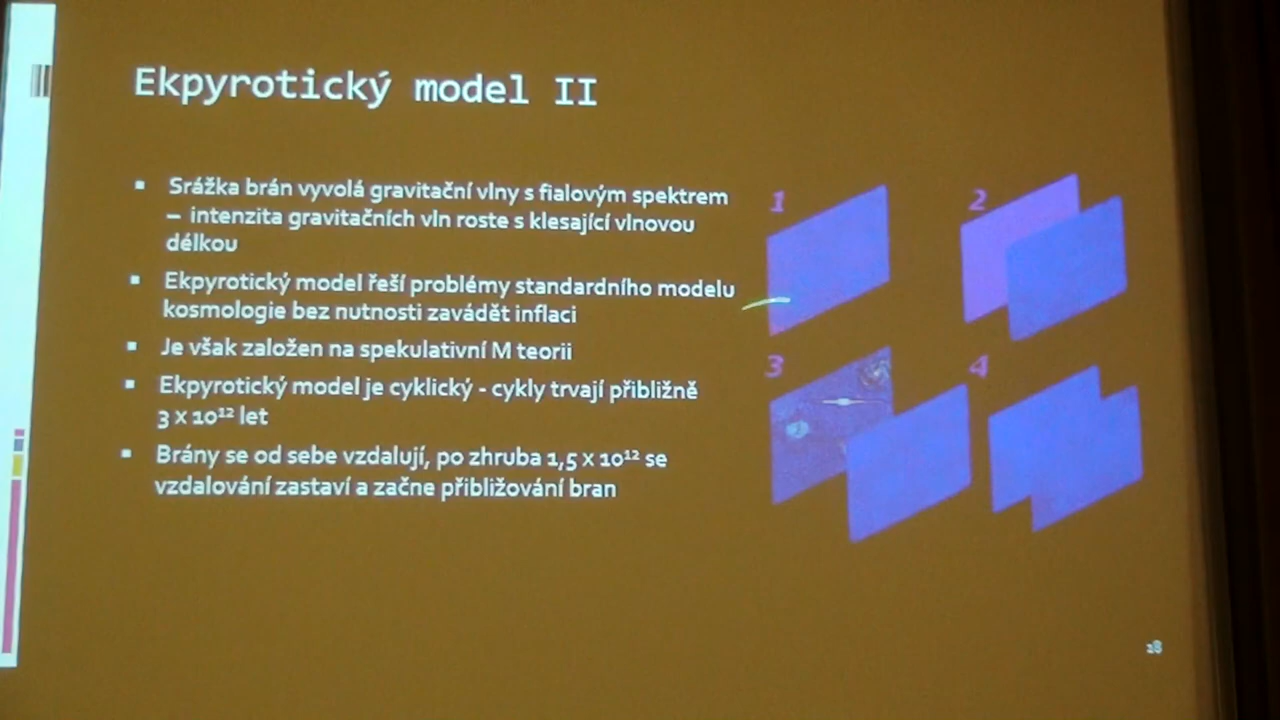 Ekpyrotický model II
▪ Srážka brán vyvolá gravitační vlny s fialovým spektrem
– intenzita gravitačních vln roste s klesající vlnovou
délkou
▪ Ekpyrotický model řeší problémy standardního modelu
kosmologie bez nutnosti zavádět inflaci
▪ Je však založen na spekulativní M teorii
▪ Ekpyrotický model je cyklický - cykly trvají přibližně
3 x 10¹² let
▪ Brány se od sebe vzdalují, po zhruba 1,5 x 10¹² se
vzdalování zastaví a začne přibližování bran
1
2
3
4
28